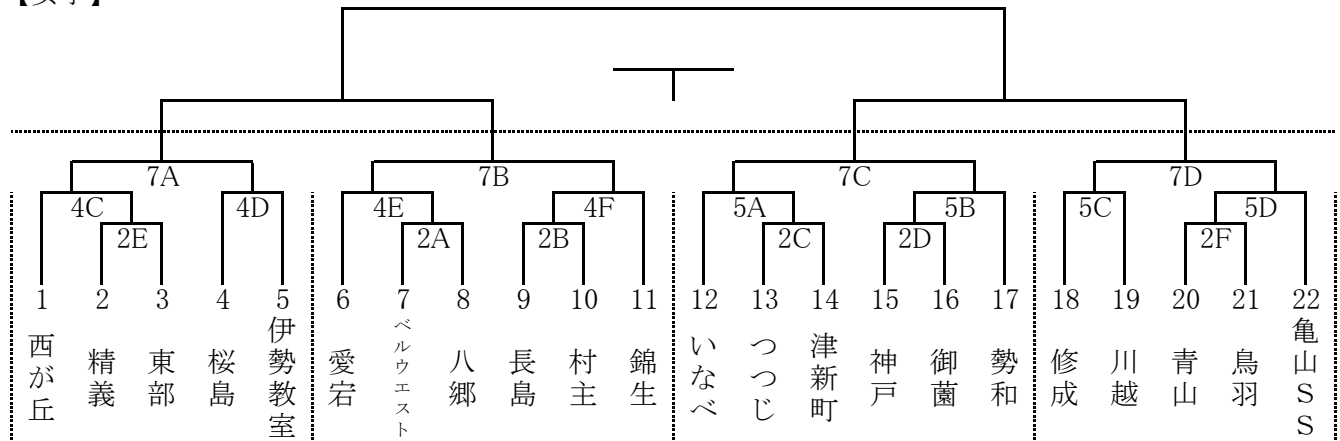 【女子】
7A 7B 7C 7D
4C 4D 4E 4F 5A 5B 5C 5D
2E 2A 2B 2C 2D 2F
1 2 3 4 5 6 7 8 9 10 11 12 13 14 15 16 17 18 19 20 21 22
西が丘
精義
東部
桜島
伊勢教室
愛宕
ベルウエスト
八郷
長島
村主
錦生
いなべ
つつじ
津新町
神戸
御薗
勢和
修成
川越
青山
鳥羽
亀山SS